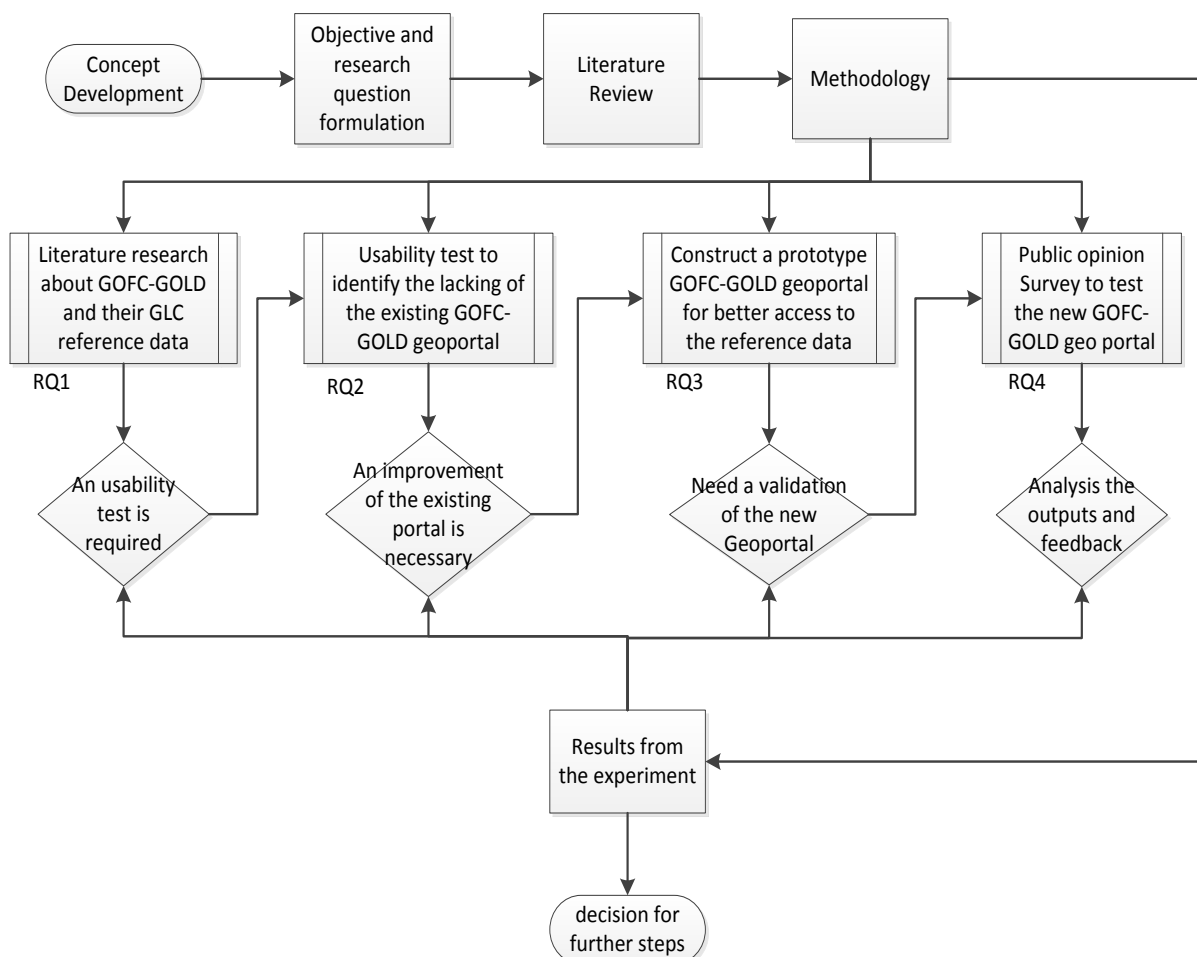 Concept
Development
Objective and
research
question
formulation
Literature
Review
Methodology
Literature research
about GOFC-GOLD
and their GLC
reference data
RQ1
Usability test to
identify the lacking of
the existing GOFC-
GOLD geoportal
RQ2
Construct a prototype
GOFC-GOLD geoportal
for better access to
the reference data
RQ3
Public opinion
Survey to test
the new GOFC-
GOLD geo portal
RQ4
An usability
test is
required
An improvement
of the existing
portal is
necessary
Need a validation
of the new
Geoportal
Analysis the
outputs and
feedback
Results from
the experiment
decision for
further steps